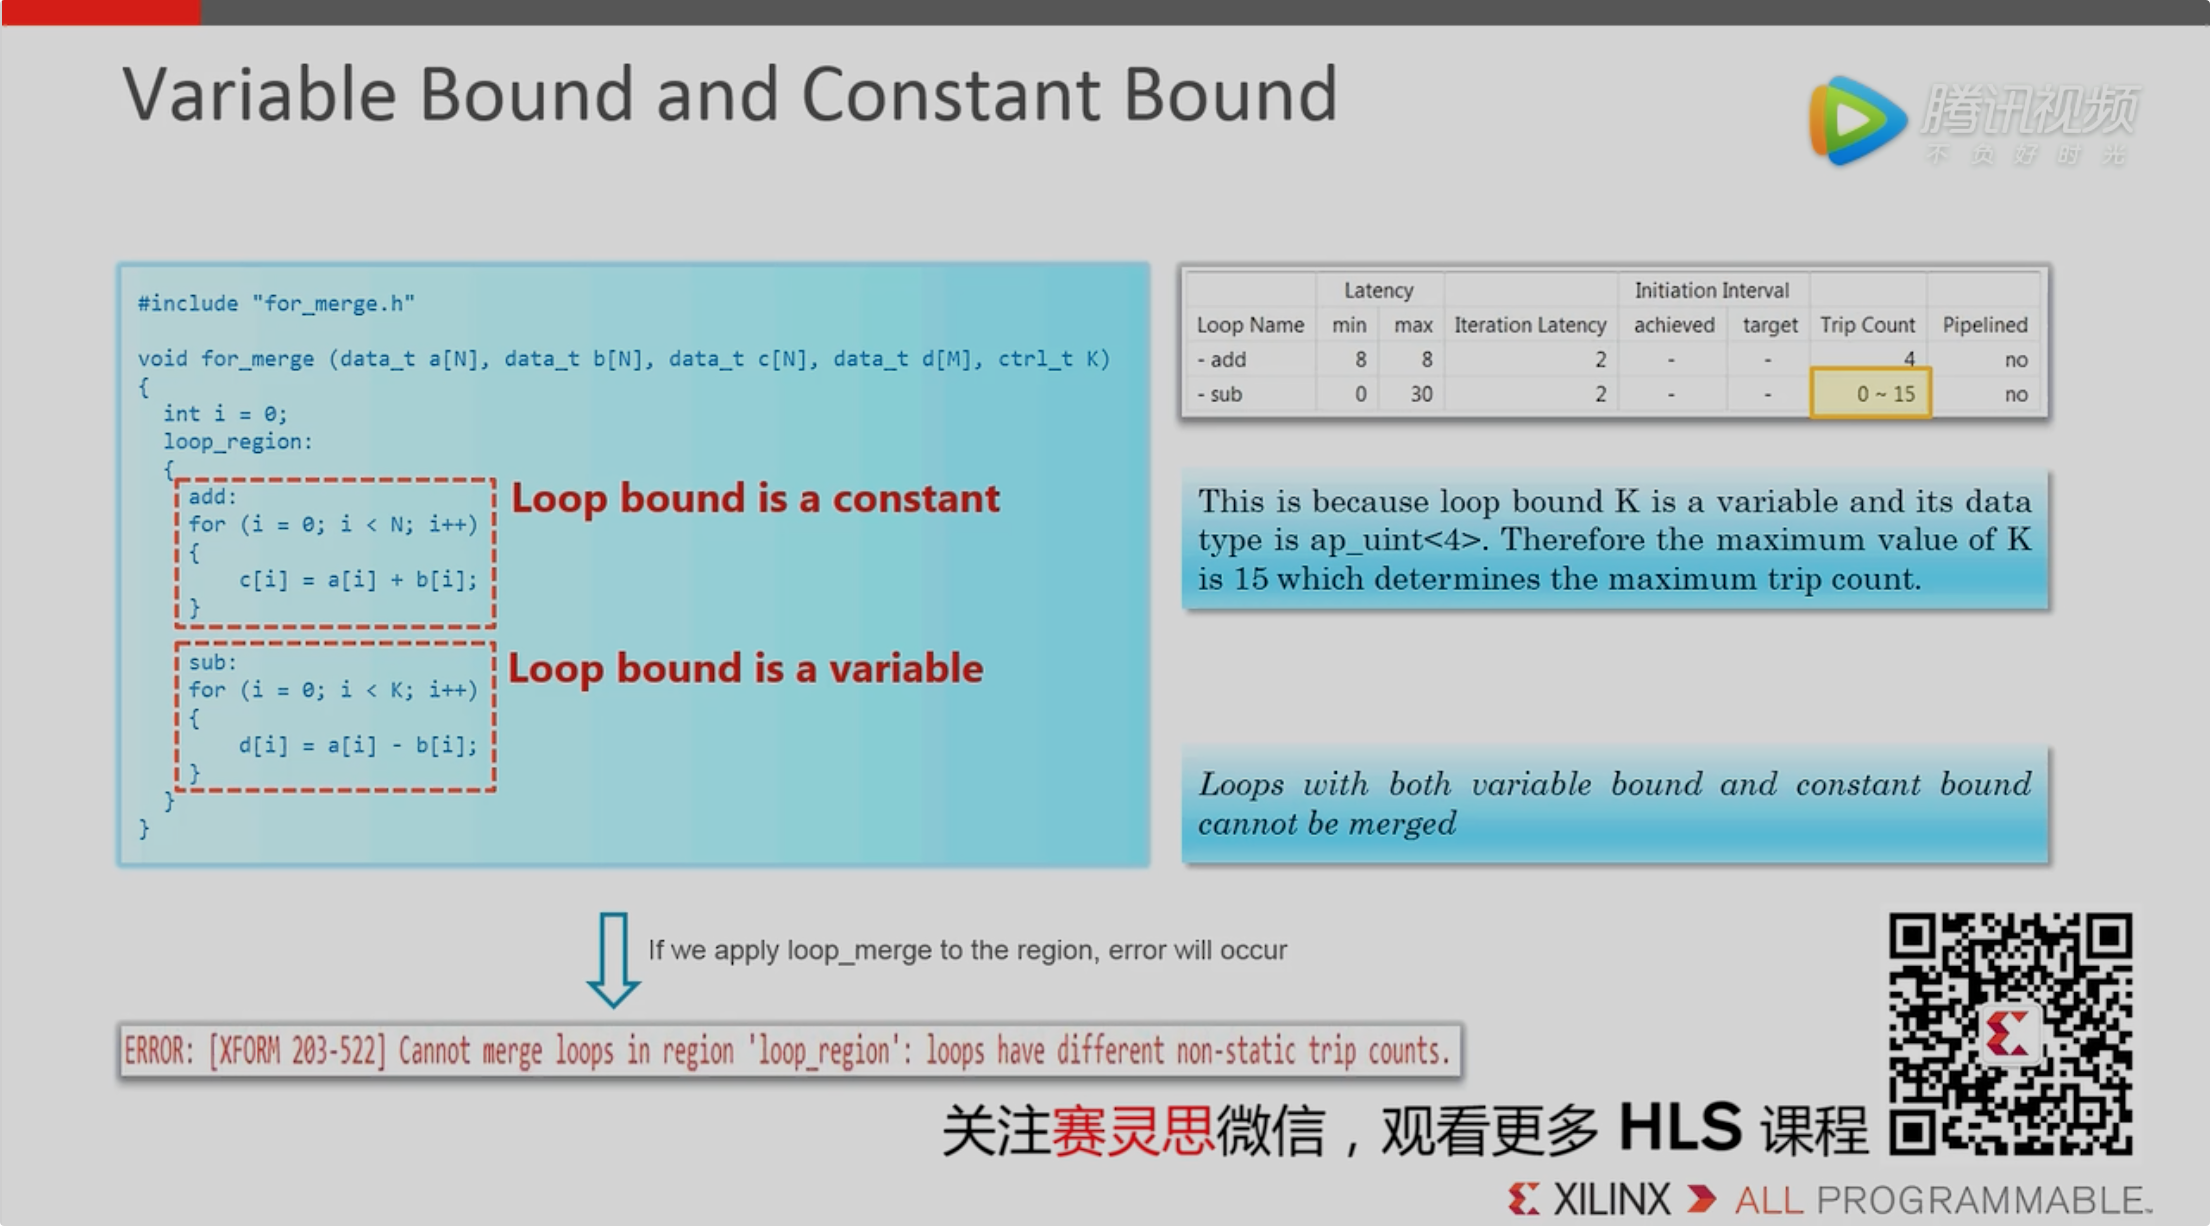 Variable Bound and Constant Bound
腾讯视频
不负好时光
#include "for_merge.h"
void for_merge (data_t a[N], data_t b[N], data_t c[N], data_t d[M], ctrl_t K)
{
int i = 0;
loop_region:
{
add:
for (i = 0; i < N; i++)
{
c[i] = a[i] + b[i];
}
Loop bound is a constant
sub:
for (i = 0; i < K; i++)
{
d[i] = a[i] - b[i];
}
Loop bound is a variable
}
}
Latency Initiation Interval
Loop Name min max Iteration Latency achieved target Trip Count Pipelined
- add 8 8 2 - - 4 no
- sub 0 30 2 - - 0 ~ 15 no
This is because loop bound K is a variable and its data
type is ap_uint<4>. Therefore the maximum value of K
is 15 which determines the maximum trip count.
Loops with both variable bound and constant bound
cannot be merged
If we apply loop_merge to the region, error will occur
ERROR: [XFORM 203-522] Cannot merge loops in region 'loop_region': loops have different non-static trip counts.
关注赛灵思微信，观看更多 HLS 课程
XILINX ALL PROGRAMMABLE™